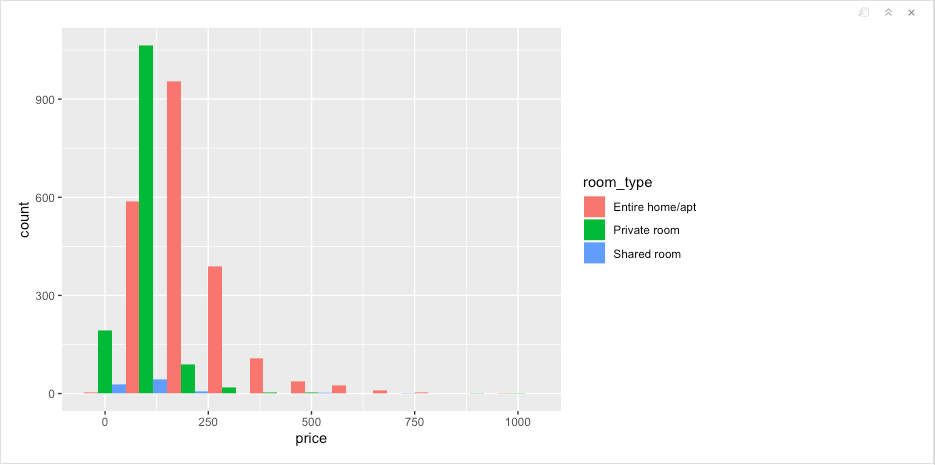 900
600
300
0
count
0 250 500 750 1000
price
room_type
Entire home/apt
Private room
Shared room